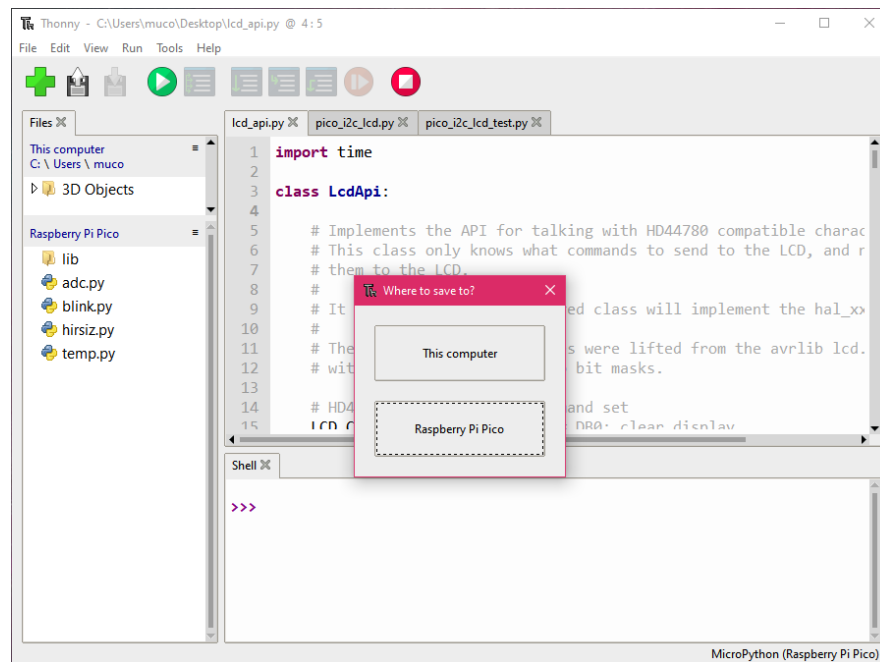 Thonny - C:\Users\muco\Desktop\lcd_api.py @ 4 : 5
File Edit View Run Tools Help
Files
This computer
C: \ Users \ muco
3D Objects
Raspberry Pi Pico
lib
adc.py
blink.py
hirsiz.py
temp.py
lcd_api.py pico_i2c_lcd.py pico_i2c_lcd_test.py
1 import time
2
3 class LcdApi:
4
5 # Implements the API for talking with HD44780 compatible charac
6 # This class only knows what commands to send to the LCD, and
7 # them to the LCD.
8 #
9 # It ed class will implement the hal_xx
10 #
11 # The s were lifted from the avrlib lcd.
12 # wit bit masks.
13
14 # HD4 and set
15 LCD_C DB0: clear display
Where to save to?
This computer
Raspberry Pi Pico
Shell
>>>
MicroPython (Raspberry Pi Pico)